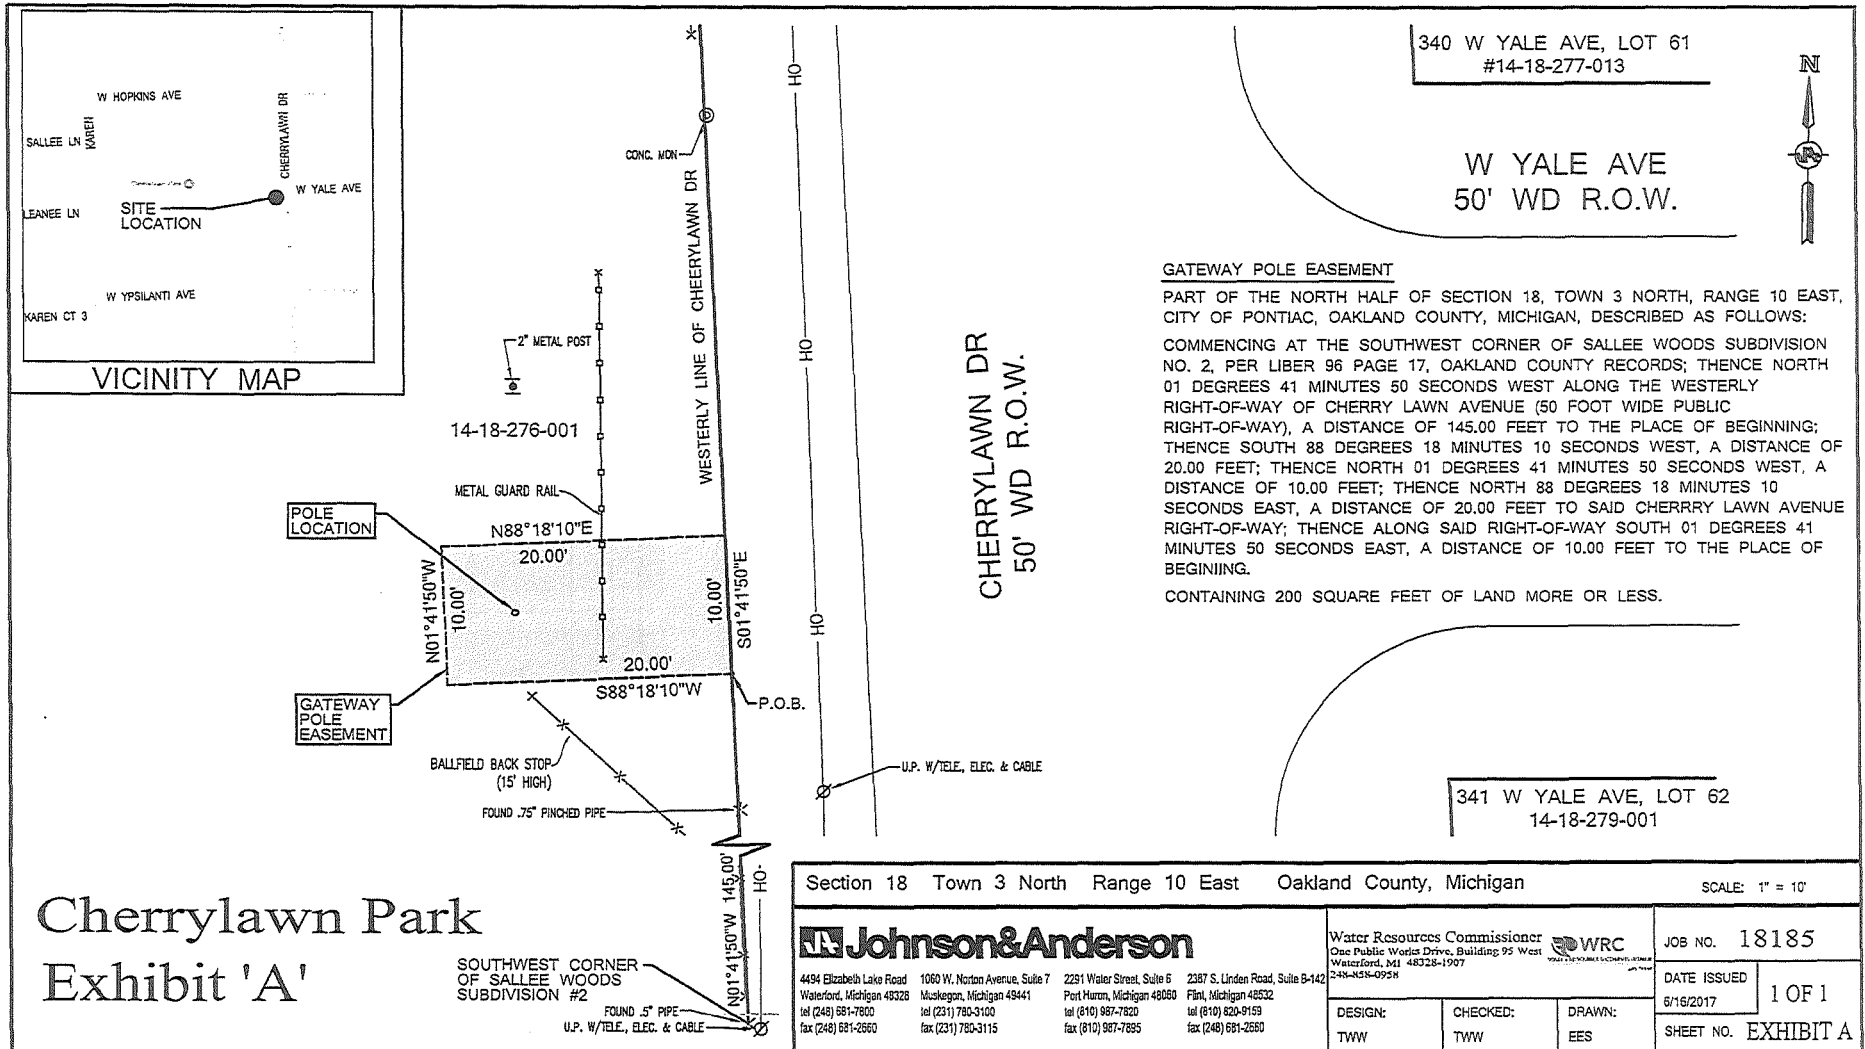 W HOPKINS AVE
CHERRYLAWN DR
KAREN
SALLEE LN
W YALE AVE
LEANEE LN
SITE
LOCATION
W YPSILANTI AVE
KAREN CT 3
VICINITY MAP
CONC. MON
WESTERLY LINE OF CHEERYLAWN DR
OH
OH
OH
OH
2" METAL POST
14-18-276-001
METAL GUARD RAIL
POLE
LOCATION
N88°18'10"E
20.00'
N01°41'50"W
10.00'
10.00'
S01°41'50"E
20.00'
S88°18'10"W
P.O.B.
GATEWAY
POLE
EASEMENT
BALLFIELD BACK STOP
(15' HIGH)
FOUND .75" PINCHED PIPE
U.P. W/TELE., ELEC. & CABLE
CHERRYLAWN DR
50' WD R.O.W.
340 W YALE AVE, LOT 61
#14-18-277-013
N
W YALE AVE
50' WD R.O.W.
GATEWAY POLE EASEMENT
PART OF THE NORTH HALF OF SECTION 18, TOWN 3 NORTH, RANGE 10 EAST,
CITY OF PONTIAC, OAKLAND COUNTY, MICHIGAN, DESCRIBED AS FOLLOWS:
COMMENCING AT THE SOUTHWEST CORNER OF SALLEE WOODS SUBDIVISION
NO. 2, PER LIBER 96 PAGE 17, OAKLAND COUNTY RECORDS; THENCE NORTH
01 DEGREES 41 MINUTES 50 SECONDS WEST ALONG THE WESTERLY
RIGHT-OF-WAY OF CHERRY LAWN AVENUE (50 FOOT WIDE PUBLIC
RIGHT-OF-WAY), A DISTANCE OF 145.00 FEET TO THE PLACE OF BEGINNING;
THENCE SOUTH 88 DEGREES 18 MINUTES 10 SECONDS WEST, A DISTANCE OF
20.00 FEET; THENCE NORTH 01 DEGREES 41 MINUTES 50 SECONDS WEST, A
DISTANCE OF 10.00 FEET; THENCE NORTH 88 DEGREES 18 MINUTES 10
SECONDS EAST, A DISTANCE OF 20.00 FEET TO SAID CHERRRY LAWN AVENUE
RIGHT-OF-WAY; THENCE ALONG SAID RIGHT-OF-WAY SOUTH 01 DEGREES 41
MINUTES 50 SECONDS EAST, A DISTANCE OF 10.00 FEET TO THE PLACE OF
BEGINIING.
CONTAINING 200 SQUARE FEET OF LAND MORE OR LESS.
341 W YALE AVE, LOT 62
14-18-279-001
N01°41'50"W 145.00'
Cherrylawn Park
Exhibit 'A'
SOUTHWEST CORNER
OF SALLEE WOODS
SUBDIVISION #2
FOUND .5" PIPE
U.P. W/TELE., ELEC. & CABLE
Section 18 Town 3 North Range 10 East Oakland County, Michigan
SCALE: 1" = 10'
JA Johnson&Anderson
4494 Elizabeth Lake Road
Waterford, Michigan 48328
tel (248) 681-7800
fax (248) 681-2660
1060 W. Norton Avenue, Suite 7
Muskegon, Michigan 49441
tel (231) 780-3100
fax (231) 780-3115
2291 Water Street, Suite 6
Port Huron, Michigan 48060
tel (810) 987-7820
fax (810) 987-7895
2387 S. Linden Road, Suite B-142
Flint, Michigan 48532
tel (810) 820-9159
fax (248) 681-2660
Water Resources Commissioner
One Public Works Drive, Building 95 West
Waterford, MI 48328-1907
248-858-0958
WRC
DESIGN:
TWW
CHECKED:
TWW
DRAWN:
EES
JOB NO. 18185
DATE ISSUED
6/16/2017
1 OF 1
SHEET NO. EXHIBIT A